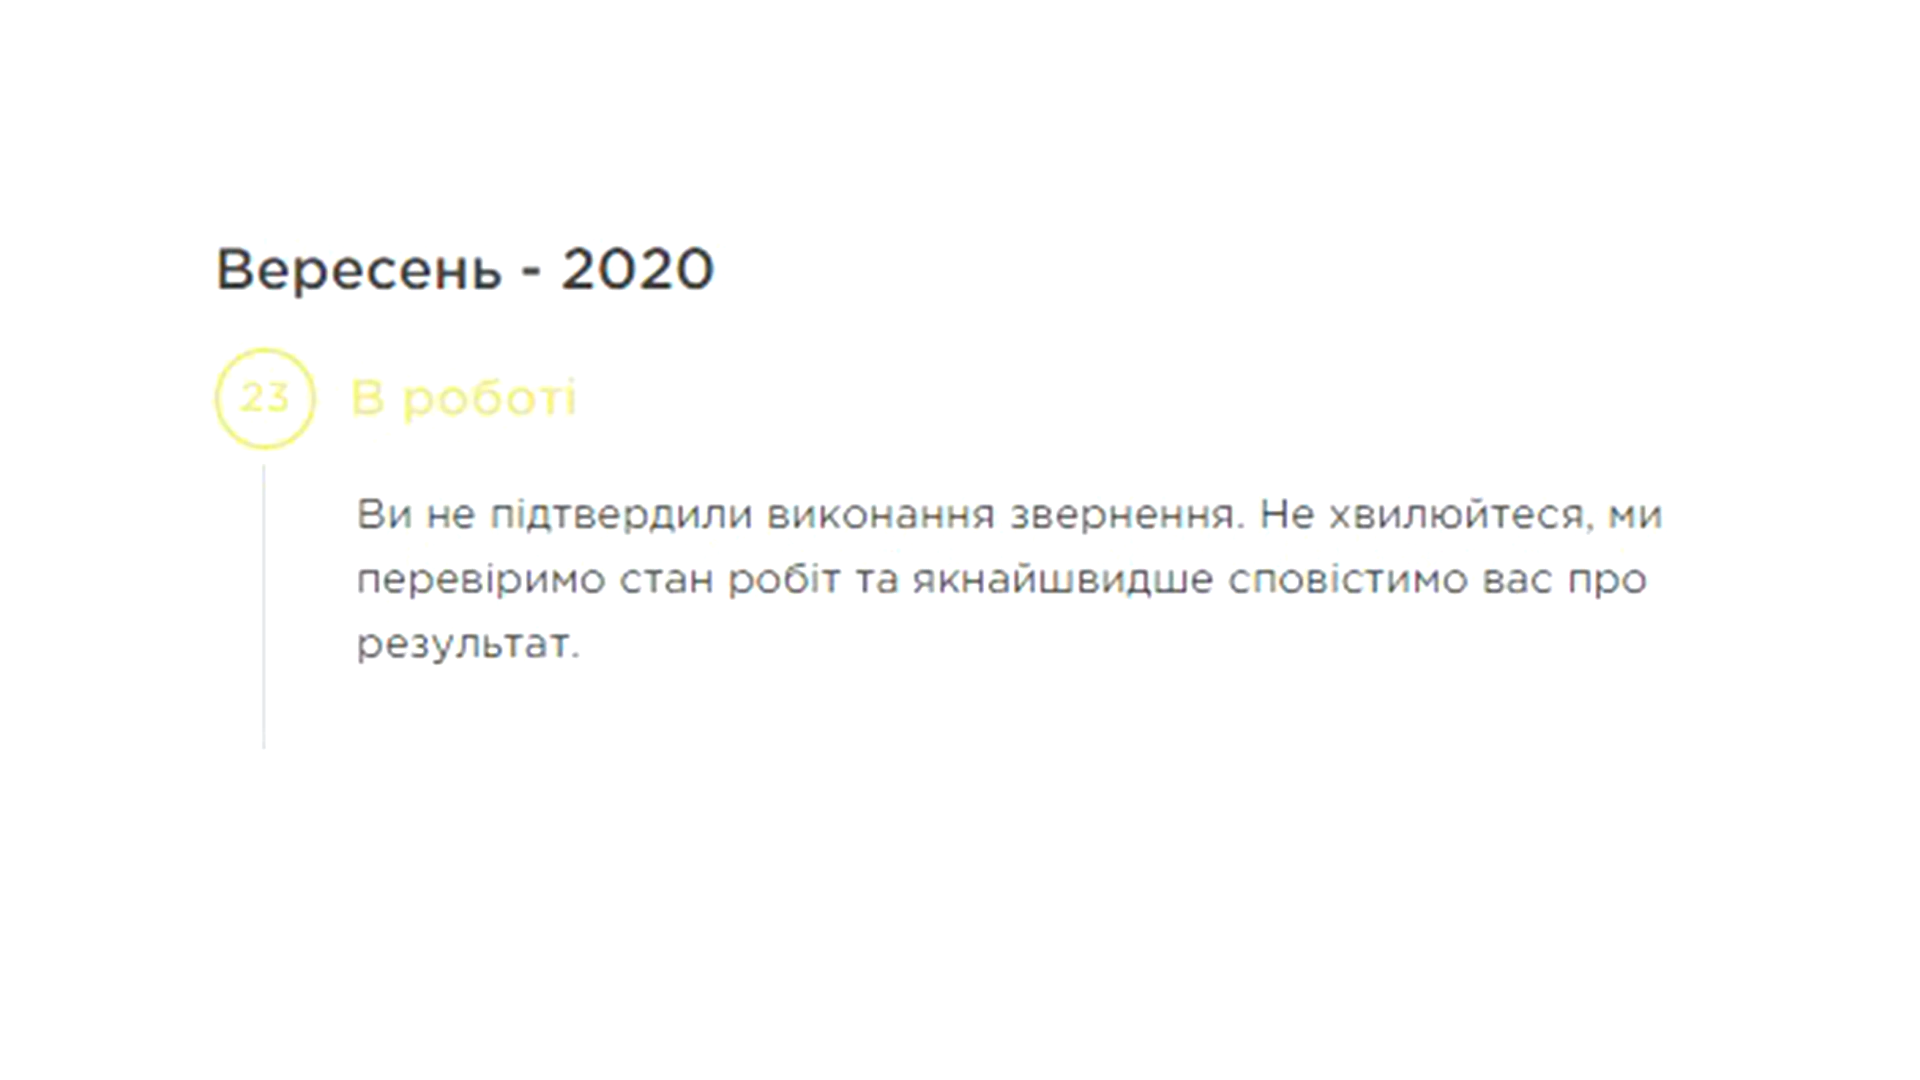 Вересень - 2020
23 В роботі
Ви не підтвердили виконання звернення. Не хвилюйтеся, ми
перевіримо стан робіт та якнайшвидше сповістимо вас про
результат.